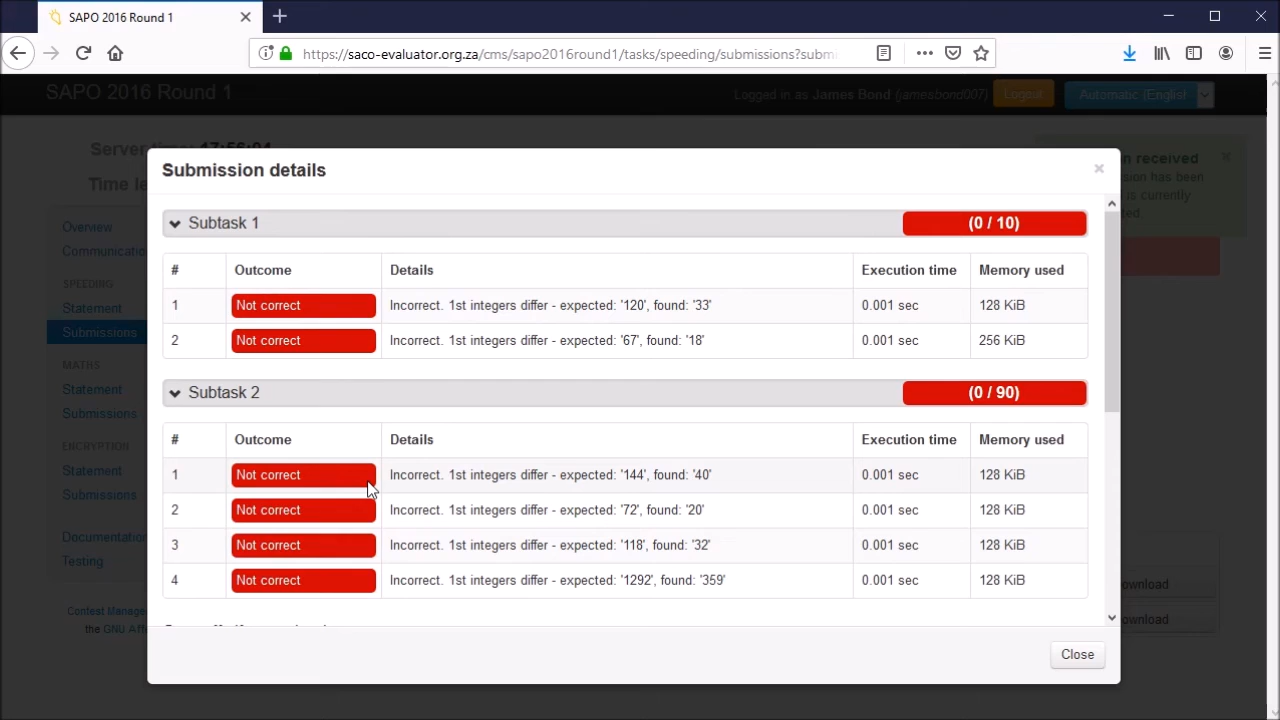 SAPO 2016 Round 1
https://saco-evaluator.org.za/cms/sapo2016round1/tasks/speeding/submissions?subm
SAPO 2016 Round 1
Logged in as James Bond (jamesbond007)
Logout
Automatic (English
Server time: 17:56:04
Time le
n received
sion has been
is currently
ted
Overview
Communication
SPEEDING
Statement
Submissions
MATHS
Statement
Submissions
ENCRYPTION
Statement
Submissions
Documentation
Testing
Contest Manage
the GNU Affe
Submission details
Subtask 1 (0 / 10)
# Outcome Details Execution time Memory used
1 Not correct Incorrect. 1st integers differ - expected: '120', found: '33' 0.001 sec 128 KiB
2 Not correct Incorrect. 1st integers differ - expected: '67', found: '18' 0.001 sec 256 KiB
Subtask 2 (0 / 90)
# Outcome Details Execution time Memory used
1 Not correct Incorrect. 1st integers differ - expected: '144', found: '40' 0.001 sec 128 KiB
2 Not correct Incorrect. 1st integers differ - expected: '72', found: '20' 0.001 sec 128 KiB
3 Not correct Incorrect. 1st integers differ - expected: '118', found: '32' 0.001 sec 128 KiB
4 Not correct Incorrect. 1st integers differ - expected: '1292', found: '359' 0.001 sec 128 KiB
ownload
ownload
Close